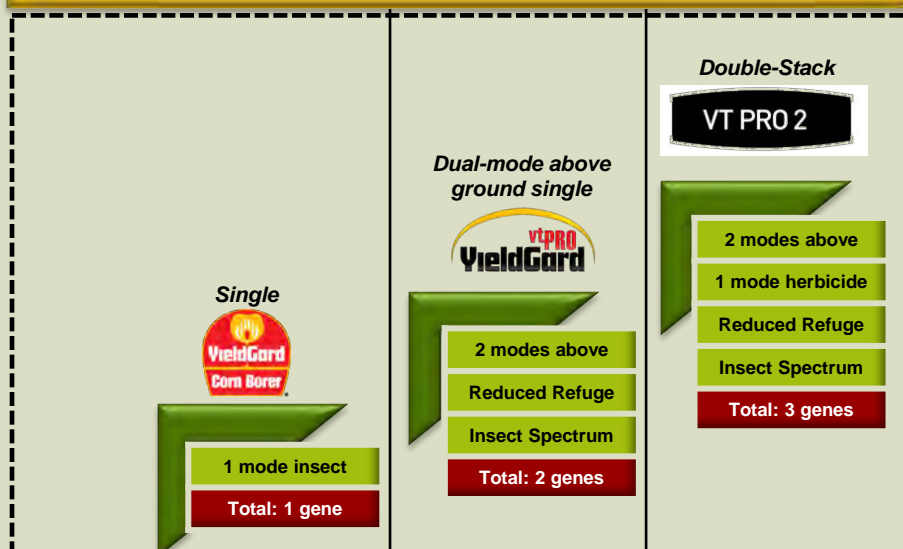 Single
YieldGard
Corn Borer
1 mode insect
Total: 1 gene
Dual-mode above
ground single
vtPRO
YieldGard
2 modes above
Reduced Refuge
Insect Spectrum
Total: 2 genes
Double-Stack
VT PRO 2
2 modes above
1 mode herbicide
Reduced Refuge
Insect Spectrum
Total: 3 genes